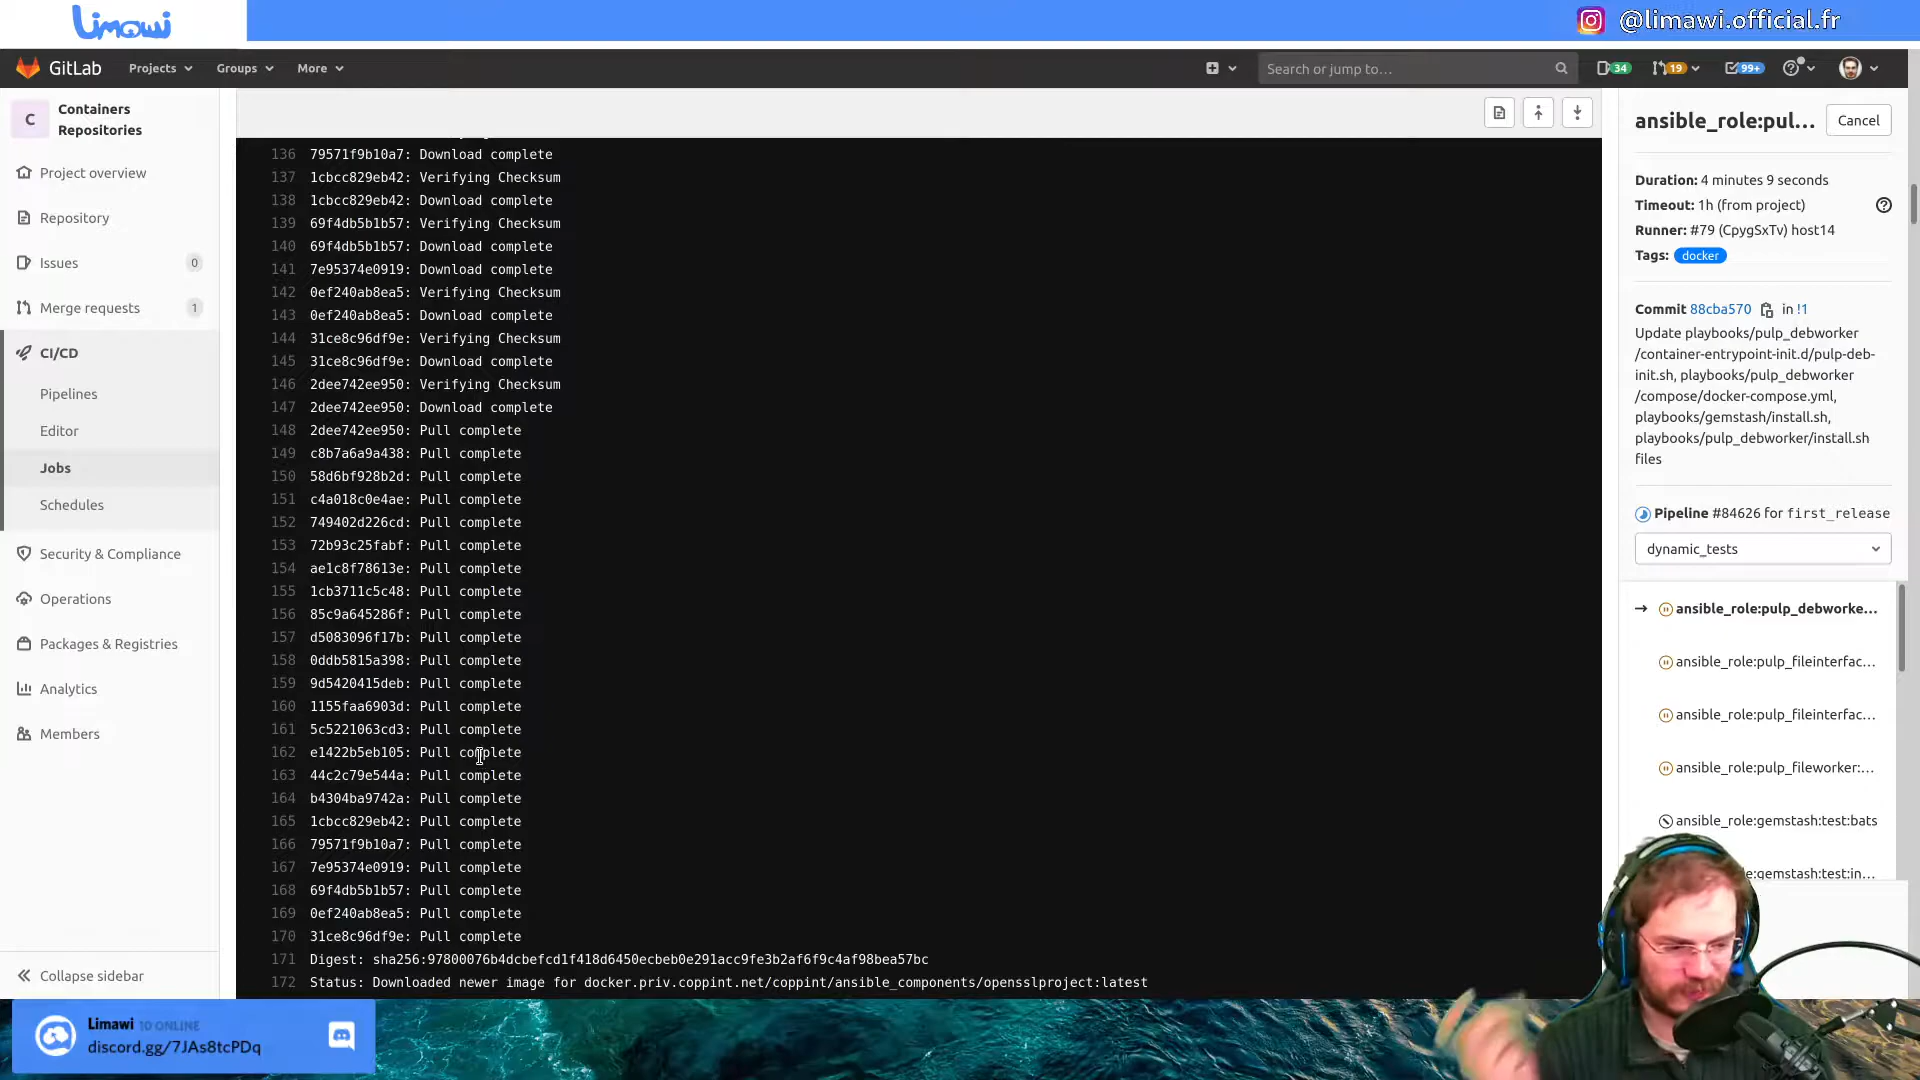 Limawi
@limawi.official.fr
GitLab
Projects
Groups
More
Search or jump to...
34
19
99+
C
Containers
Repositories
Project overview
Repository
Issues 0
Merge requests 1
CI/CD
Pipelines
Editor
Jobs
Schedules
Security & Compliance
Operations
Packages & Registries
Analytics
Members
Collapse sidebar
136 79571f9b10a7: Download complete
137 1cbcc829eb42: Verifying Checksum
138 1cbcc829eb42: Download complete
139 69f4db5b1b57: Verifying Checksum
140 69f4db5b1b57: Download complete
141 7e95374e0919: Download complete
142 0ef240ab8ea5: Verifying Checksum
143 0ef240ab8ea5: Download complete
144 31ce8c96df9e: Verifying Checksum
145 31ce8c96df9e: Download complete
146 2dee742ee950: Verifying Checksum
147 2dee742ee950: Download complete
148 2dee742ee950: Pull complete
149 c8b7a6a9a438: Pull complete
150 58d6bf928b2d: Pull complete
151 c4a018c0e4ae: Pull complete
152 749402d226cd: Pull complete
153 72b93c25fabf: Pull complete
154 ae1c8f78613e: Pull complete
155 1cb3711c5c48: Pull complete
156 85c9a645286f: Pull complete
157 d5083096f17b: Pull complete
158 0ddb5815a398: Pull complete
159 9d5420415deb: Pull complete
160 1155faa6903d: Pull complete
161 5c5221063cd3: Pull complete
162 e1422b5eb105: Pull complete
163 44c2c79e544a: Pull complete
164 b4304ba9742a: Pull complete
165 1cbcc829eb42: Pull complete
166 79571f9b10a7: Pull complete
167 7e95374e0919: Pull complete
168 69f4db5b1b57: Pull complete
169 0ef240ab8ea5: Pull complete
170 31ce8c96df9e: Pull complete
171 Digest: sha256:97800076b4dcbefcd1f418d6450ecbeb0e291acc9fe3b2af6f9c4af98bea57bc
172 Status: Downloaded newer image for docker.priv.coppint.net/coppint/ansible_components/opensslproject:latest
ansible_role:pul...
Cancel
Duration: 4 minutes 9 seconds
Timeout: 1h (from project)
Runner: #79 (CpygSxTv) host14
Tags: docker
Commit 88cba570 in !1
Update playbooks/pulp_debworker
/container-entrypoint-init.d/pulp-deb-
init.sh, playbooks/pulp_debworker
/compose/docker-compose.yml,
playbooks/gemstash/install.sh,
playbooks/pulp_debworker/install.sh
files
Pipeline #84626 for first_release
dynamic_tests
ansible_role:pulp_debworke...
ansible_role:pulp_fileinterfac...
ansible_role:pulp_fileinterfac...
ansible_role:pulp_fileworker:...
ansible_role:gemstash:test:bats
e:gemstash:test:in...
Limawi 10 ONLINE
discord.gg/7JAs8tcPDq